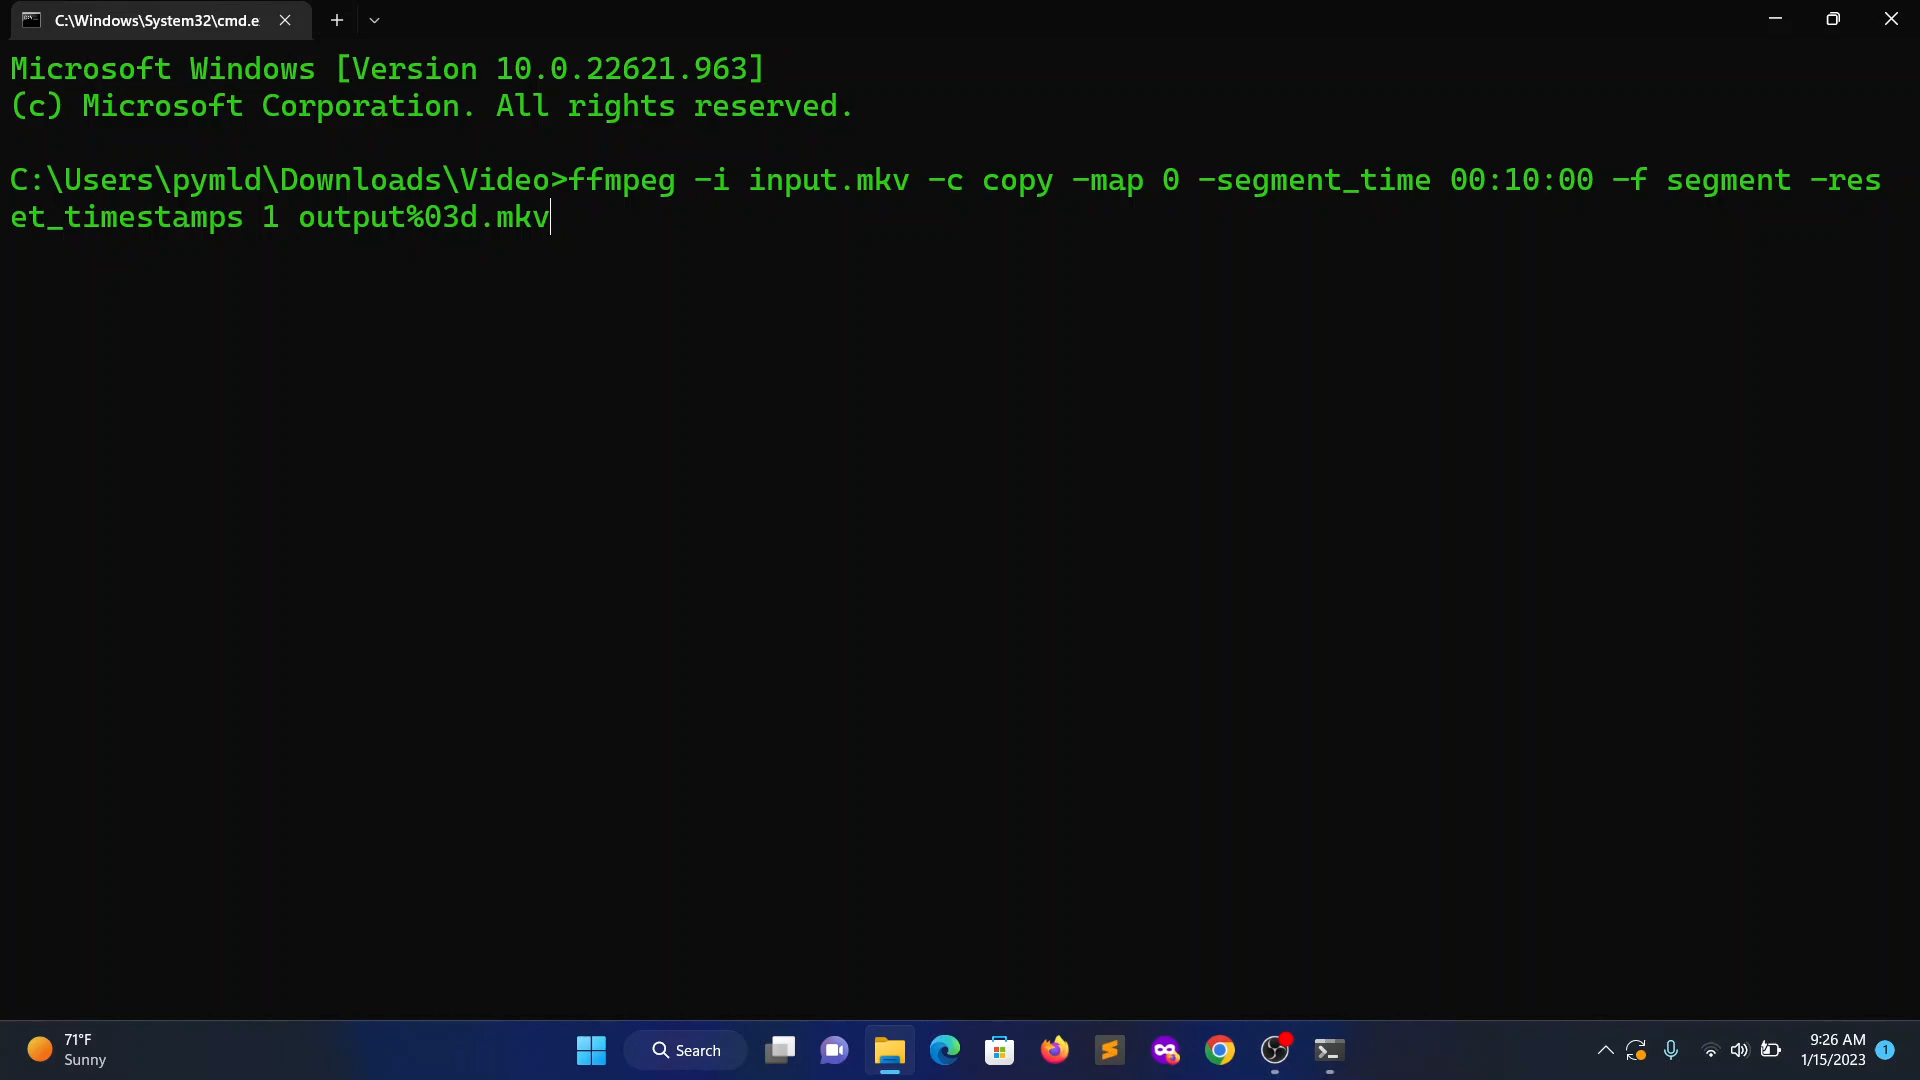 C:\Windows\System32\cmd.e
Microsoft Windows [Version 10.0.22621.963]
(c) Microsoft Corporation. All rights reserved.
C:\Users\pymld\Downloads\Video>ffmpeg -i input.mkv -c copy -map 0 -segment_time 00:10:00 -f segment -res
et_timestamps 1 output%03d.mkv
71°F
Sunny
Search
9:26 AM
1/15/2023
1